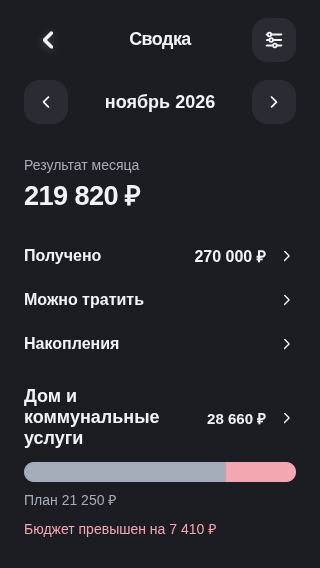 Сводка
ноябрь 2026
Результат месяца
219 820 ₽
Получено 270 000 ₽
Можно тратить
Накопления
Дом и
коммунальные
услуги
28 660 ₽
План 21 250 ₽
Бюджет превышен на 7 410 ₽